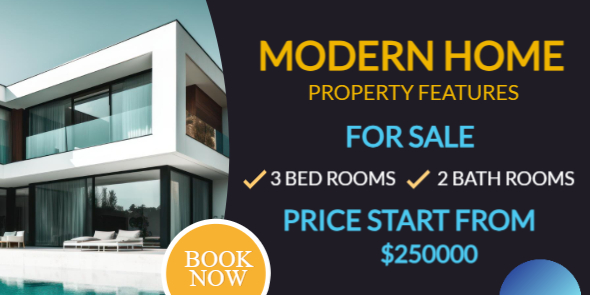 MODERN HOME
PROPERTY FEATURES
FOR SALE
3 BED ROOMS 2 BATH ROOMS
PRICE START FROM
$250000
BOOK
NOW